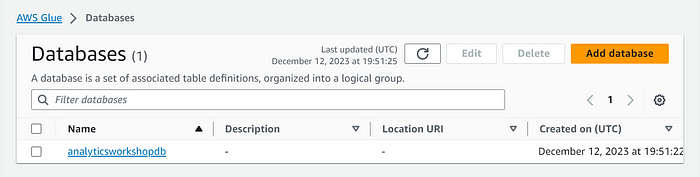 AWS Glue > Databases
Databases (1)
Last updated (UTC)
December 12, 2023 at 19:51:25
Edit
Delete
Add database
A database is a set of associated table definitions, organized into a logical group.
Filter databases
1
Name Description Location URI Created on (UTC)
analyticsworkshopdb - - December 12, 2023 at 19:51:22